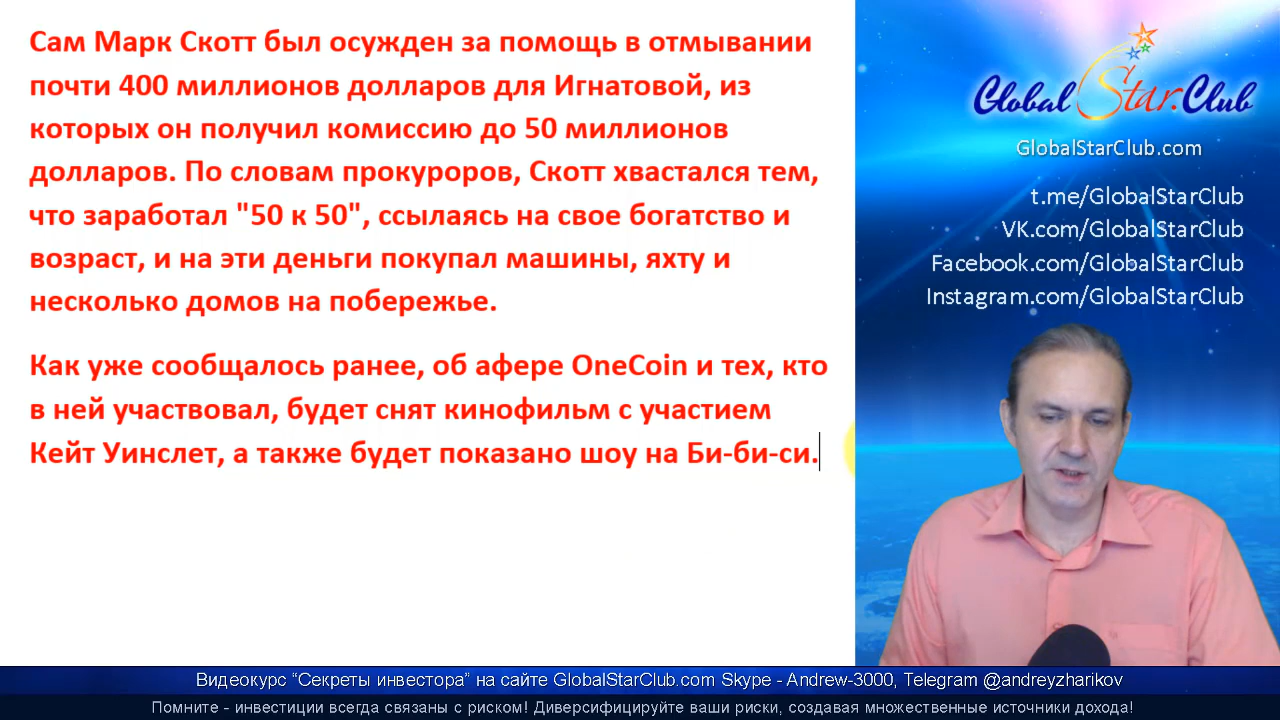 Сам Марк Скотт был осужден за помощь в отмывании
почти 400 миллионов долларов для Игнатовой, из
которых он получил комиссию до 50 миллионов
долларов. По словам прокуроров, Скотт хвастался тем,
что заработал "50 к 50", ссылаясь на свое богатство и
возраст, и на эти деньги покупал машины, яхту и
несколько домов на побережье.
Как уже сообщалось ранее, об афере OneCoin и тех, кто
в ней участвовал, будет снят кинофильм с участием
Кейт Уинслет, а также будет показано шоу на Би-би-си.
Global Star.Club
GlobalStarClub.com
t.me/GlobalStarClub
VK.com/GlobalStarClub
Facebook.com/GlobalStarClub
Instagram.com/GlobalStarClub
Видеокурс “Секреты инвестора” на сайте GlobalStarClub.com Skype - Andrew-3000, Telegram @andreyzharikov
Помните - инвестиции всегда связаны с риском! Диверсифицируйте ваши риски, создавая множественные источники дохода!